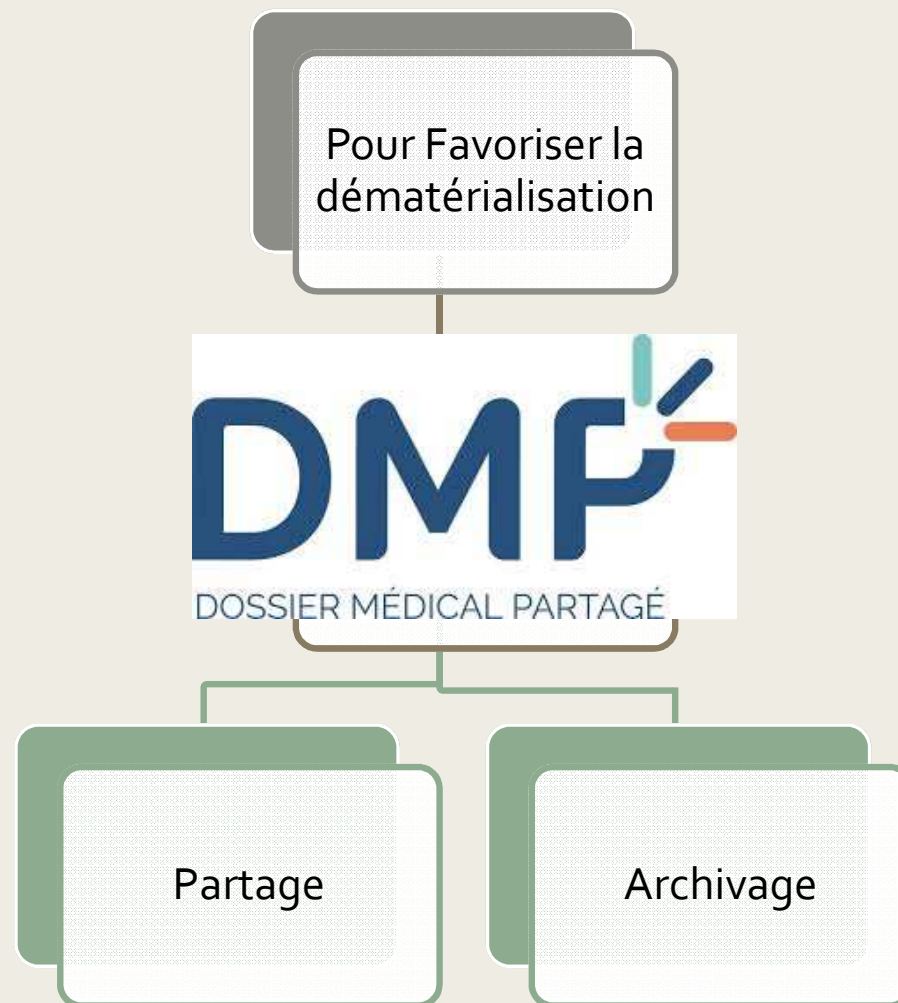 Pour Favoriser la
dématérialisation
DMP
DOSSIER MÉDICAL PARTAGÉ
Partage
Archivage